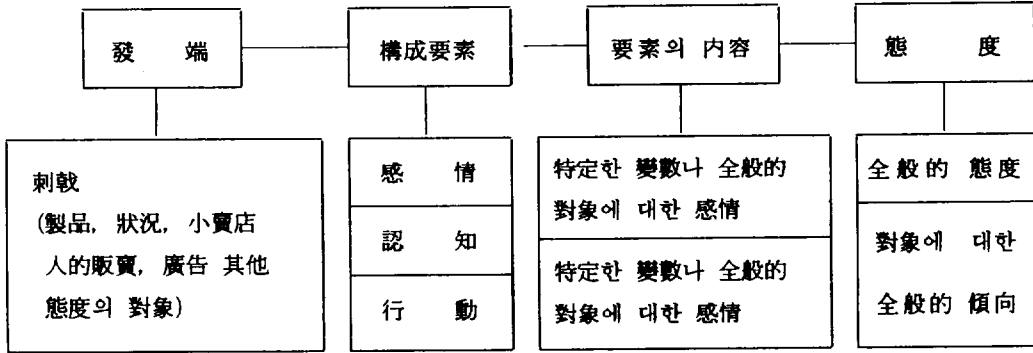 發 端
構成要素
要素의 内容
態 度
刺戟
(製品, 狀況, 小賣店
人的販賣, 廣告 其他
態度의 對象)
感 情
認 知
行 動
特定한 變數나 全般的
對象에 대한 感情
特定한 變數나 全般的
對象에 대한 感情
全般的 態度
對象에 대한
全般的 傾向